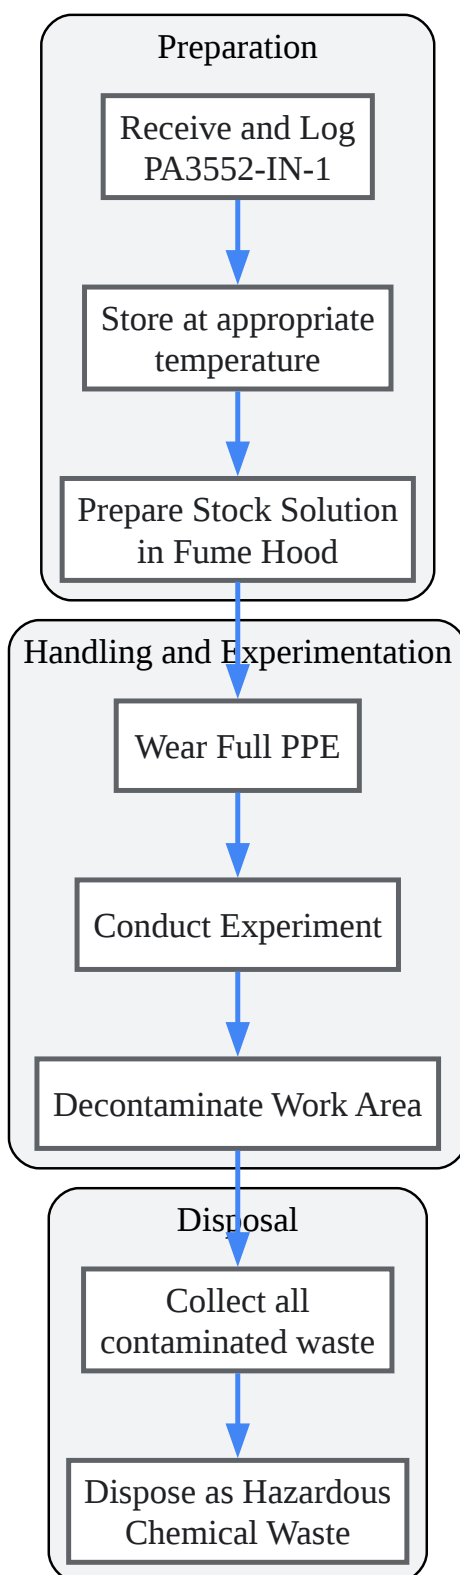 Preparation
Receive and Log
PA3552-IN-1
Store at appropriate
temperature
Prepare Stock Solution
in Fume Hood
Handling and Experimentation
Wear Full PPE
Conduct Experiment
Decontaminate Work Area
Disposal
Collect all
contaminated waste
Dispose as Hazardous
Chemical Waste